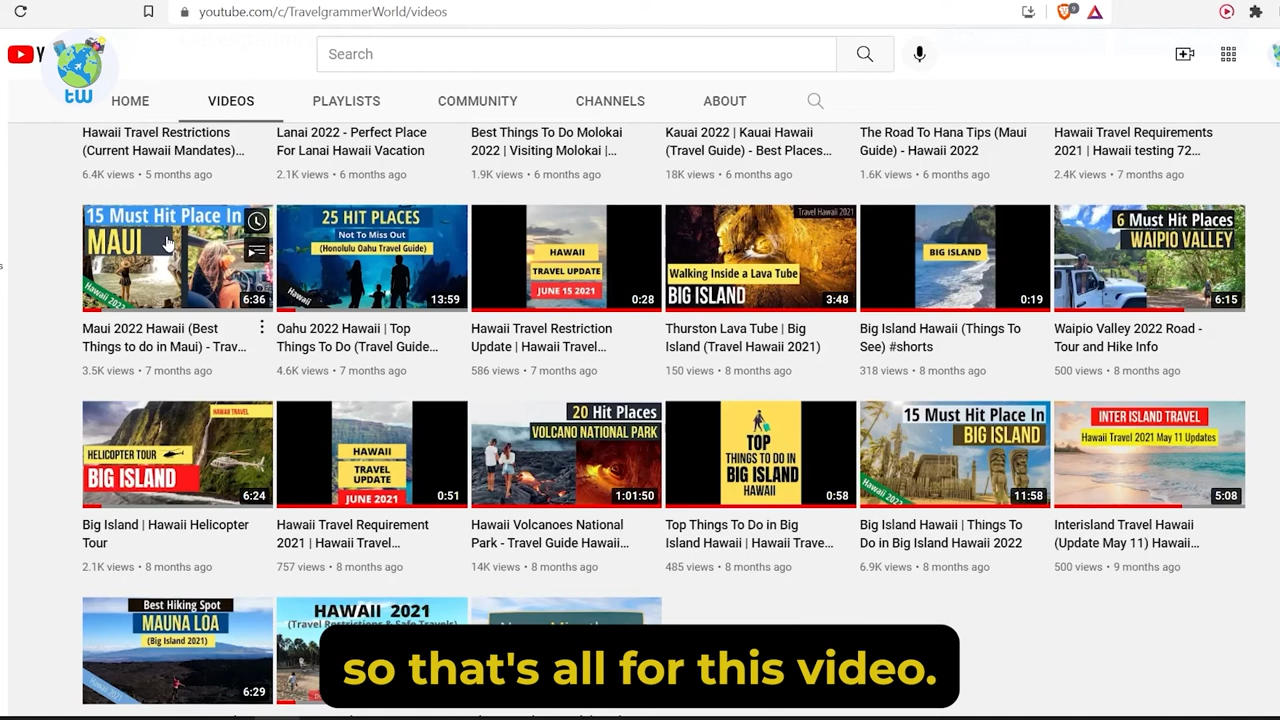 youtube.com/c/TravelgrammerWorld/videos
9
Y
Search
tw
HOME
VIDEOS
PLAYLISTS
COMMUNITY
CHANNELS
ABOUT
Hawaii Travel Restrictions
(Current Hawaii Mandates)...
6.4K views • 5 months ago
Lanai 2022 - Perfect Place
For Lanai Hawaii Vacation
2.1K views • 6 months ago
Best Things To Do Molokai
2022 | Visiting Molokai |...
1.9K views • 6 months ago
Kauai 2022 | Kauai Hawaii
(Travel Guide) - Best Places...
18K views • 6 months ago
The Road To Hana Tips (Maui
Guide) - Hawaii 2022
1.6K views • 6 months ago
Hawaii Travel Requirements
2021 | Hawaii testing 72...
2.4K views • 7 months ago
15 Must Hit Place In
MAUI
Hawaii 2022
6:36
Maui 2022 Hawaii (Best
Things to do in Maui) - Trav...
3.5K views • 7 months ago
25 HIT PLACES
Not To Miss Out
(Honolulu Oahu Travel Guide)
Hawaii
13:59
Oahu 2022 Hawaii | Top
Things To Do (Travel Guide...
4.6K views • 7 months ago
HAWAII
TRAVEL UPDATE
JUNE 15 2021
0:28
Hawaii Travel Restriction
Update | Hawaii Travel...
586 views • 7 months ago
Travel Hawaii 2021
Walking Inside a Lava Tube
BIG ISLAND
3:48
Thurston Lava Tube | Big
Island (Travel Hawaii 2021)
150 views • 8 months ago
BIG ISLAND
0:19
Big Island Hawaii (Things To
See) #shorts
318 views • 8 months ago
6 Must Hit Places
WAIPIO VALLEY
6:15
Waipio Valley 2022 Road -
Tour and Hike Info
500 views • 8 months ago
HAWAII TRAVEL
HELICOPTER TOUR
BIG ISLAND
6:24
Big Island | Hawaii Helicopter
Tour
2.1K views • 8 months ago
HAWAII
TRAVEL
UPDATE
JUNE 2021
0:51
Hawaii Travel Requirement
2021 | Hawaii Travel...
757 views • 8 months ago
20 Hit Places
VOLCANO NATIONAL PARK
1:01:50
Hawaii Volcanoes National
Park - Travel Guide Hawaii...
14K views • 8 months ago
TOP
THINGS TO DO IN
BIG ISLAND
HAWAII
0:58
Top Things To Do in Big
Island Hawaii | Hawaii Trave...
485 views • 8 months ago
15 Must Hit Place In
BIG ISLAND
Hawaii 2022
11:58
Big Island Hawaii | Things To
Do in Big Island Hawaii 2022
6.9K views • 8 months ago
INTER ISLAND TRAVEL
Hawaii Travel 2021 May 11 Updates
5:08
Interisland Travel Hawaii
(Update May 11) Hawaii...
500 views • 9 months ago
Best Hiking Spot
MAUNA LOA
(Big Island 2021)
6:29
HAWAII 2021
(Travel Restrictions & Safe Travels)
so that's all for this video.